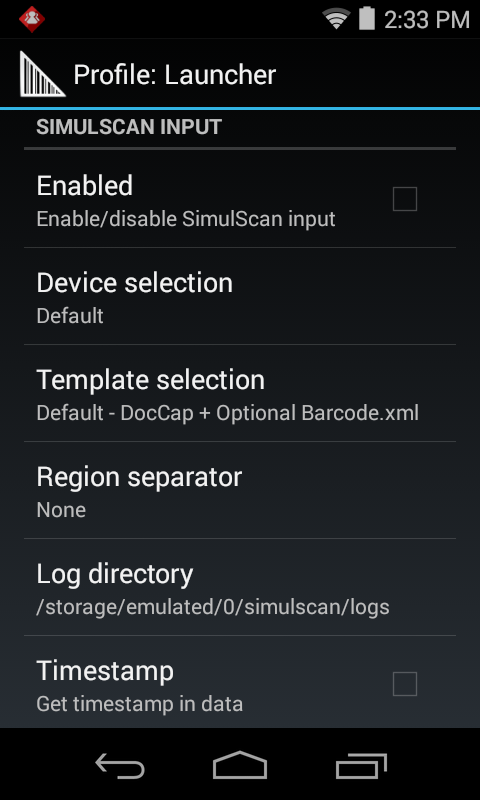 2:33 PM
Profile: Launcher
SIMULSCAN INPUT
Enabled
Enable/disable SimulScan input
Device selection
Default
Template selection
Default - DocCap + Optional Barcode.xml
Region separator
None
Log directory
/storage/emulated/0/simulscan/logs
Timestamp
Get timestamp in data